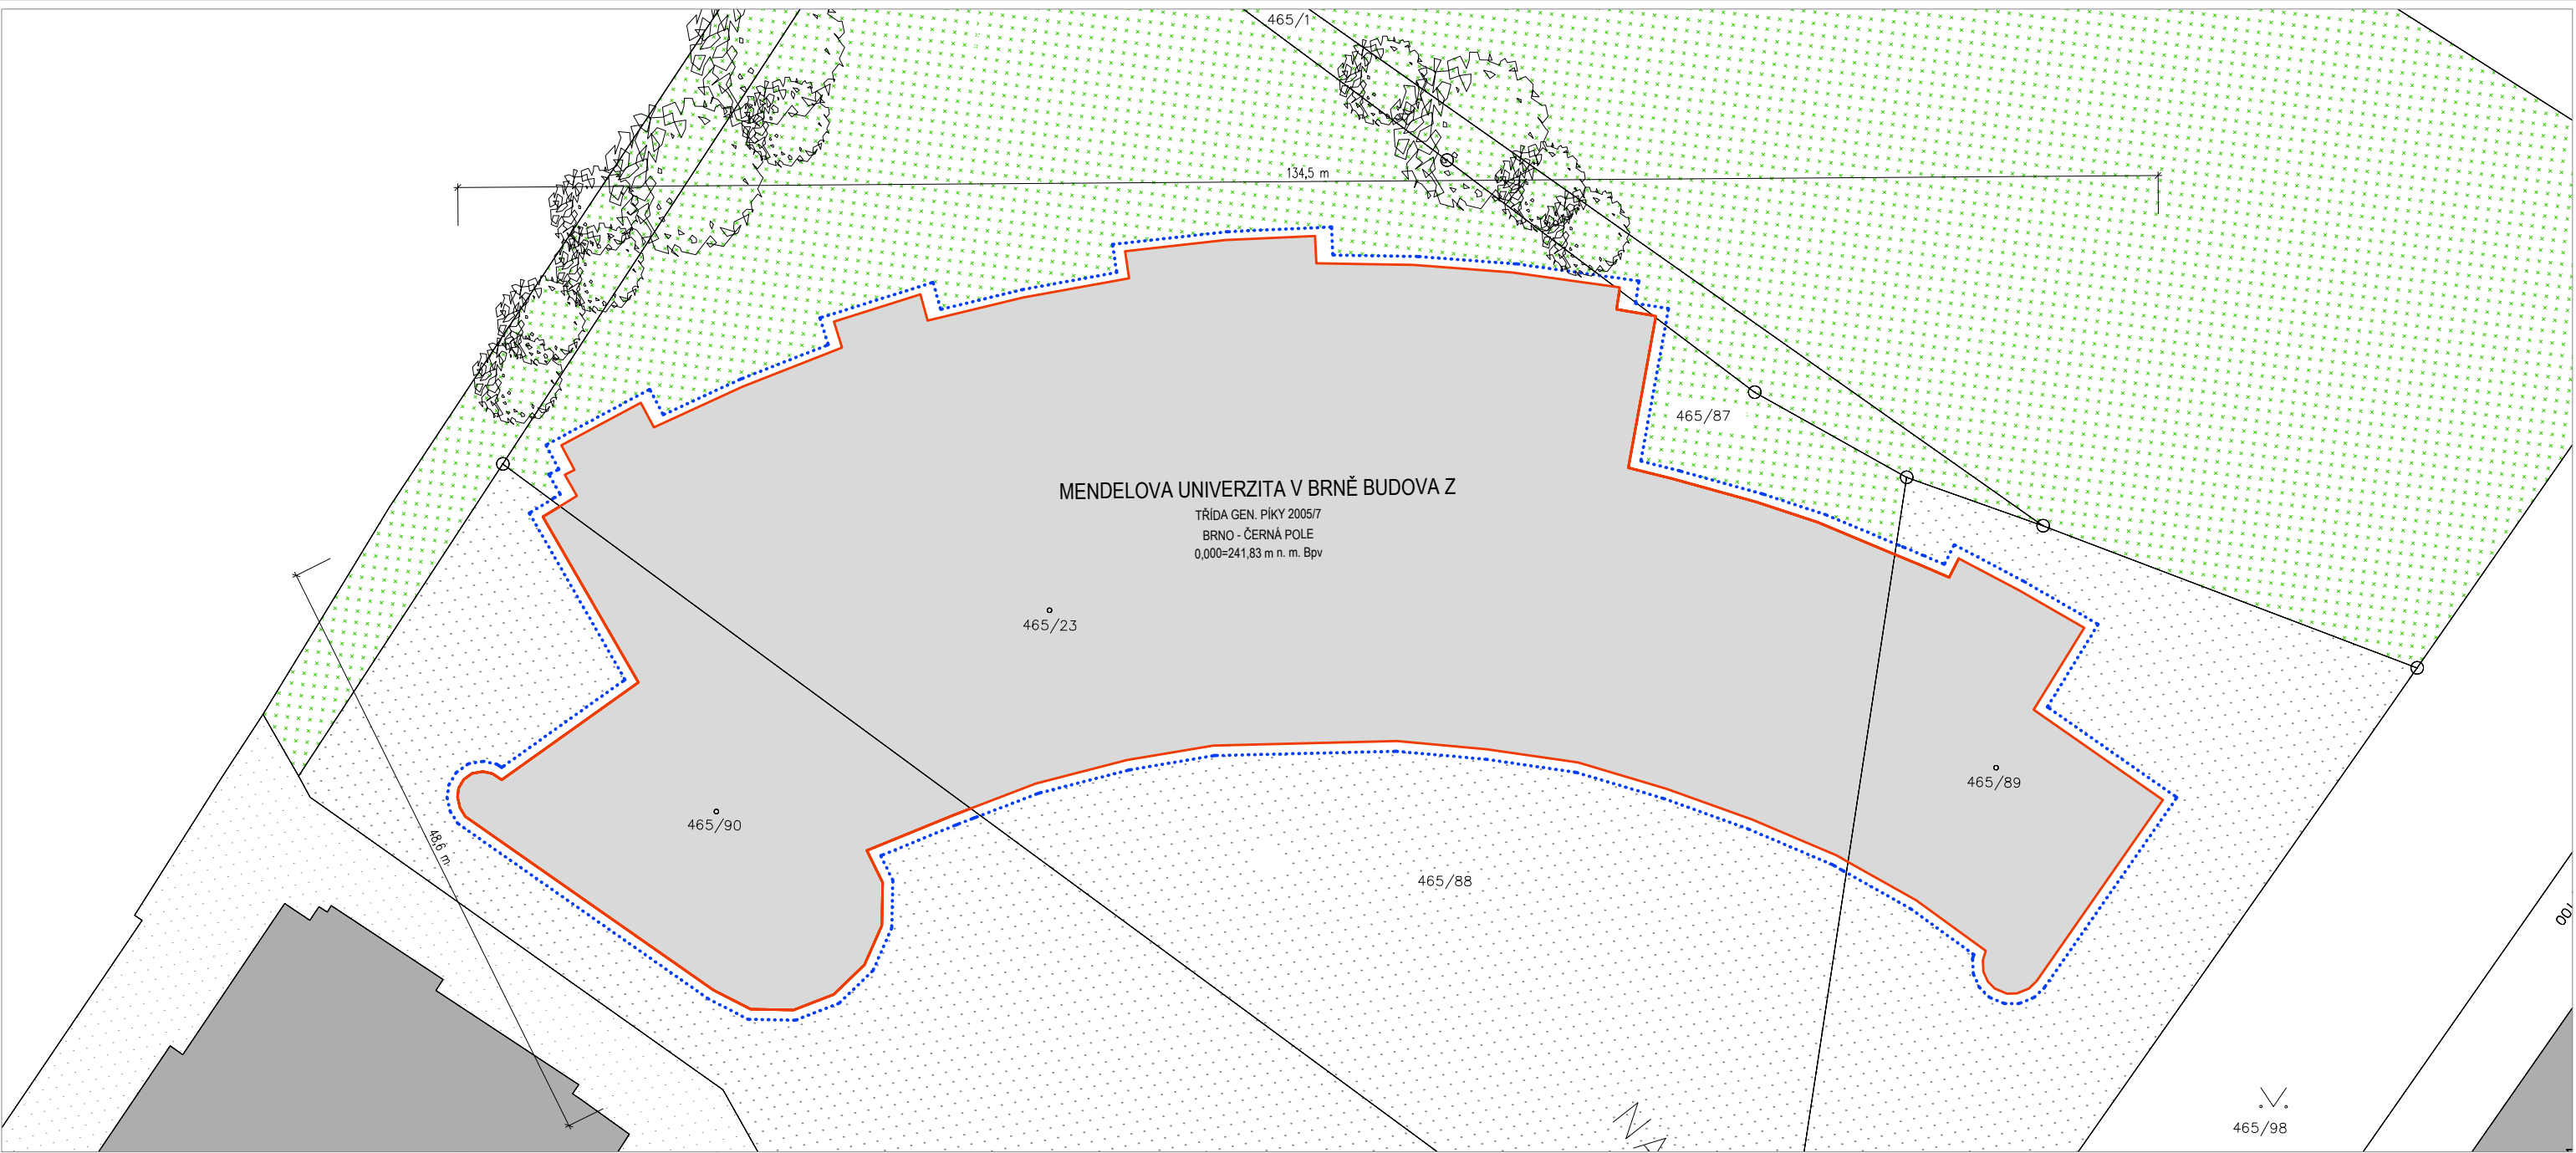 465/1
134,5 m
465/87
MENDELOVA UNIVERZITA V BRNĚ BUDOVA Z
TŘÍDA GEN. PÍKY 2005/7
BRNO - ČERNÁ POLE
0,000=241,83 m n. m. Bpv
465/23
465/89
465/90
48,6 m
465/88
465/98